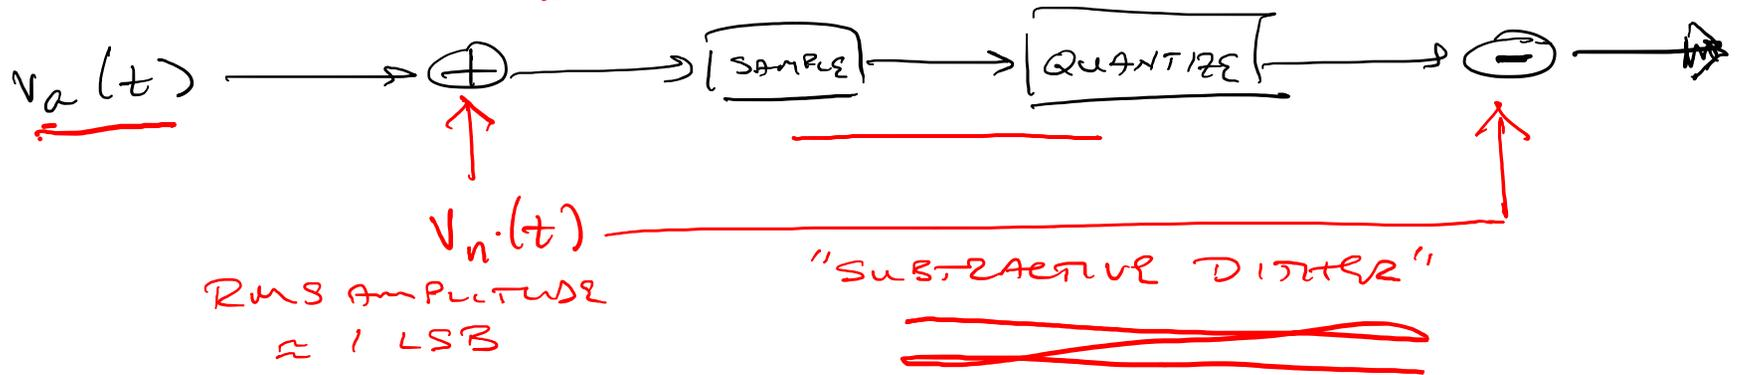 vₐ(t) + SAMPLE QUANTIZE −
vₙ(t)
"SUBTRACTIVE DITHER"
RMS AMPLITUDE
≈ 1 LSB